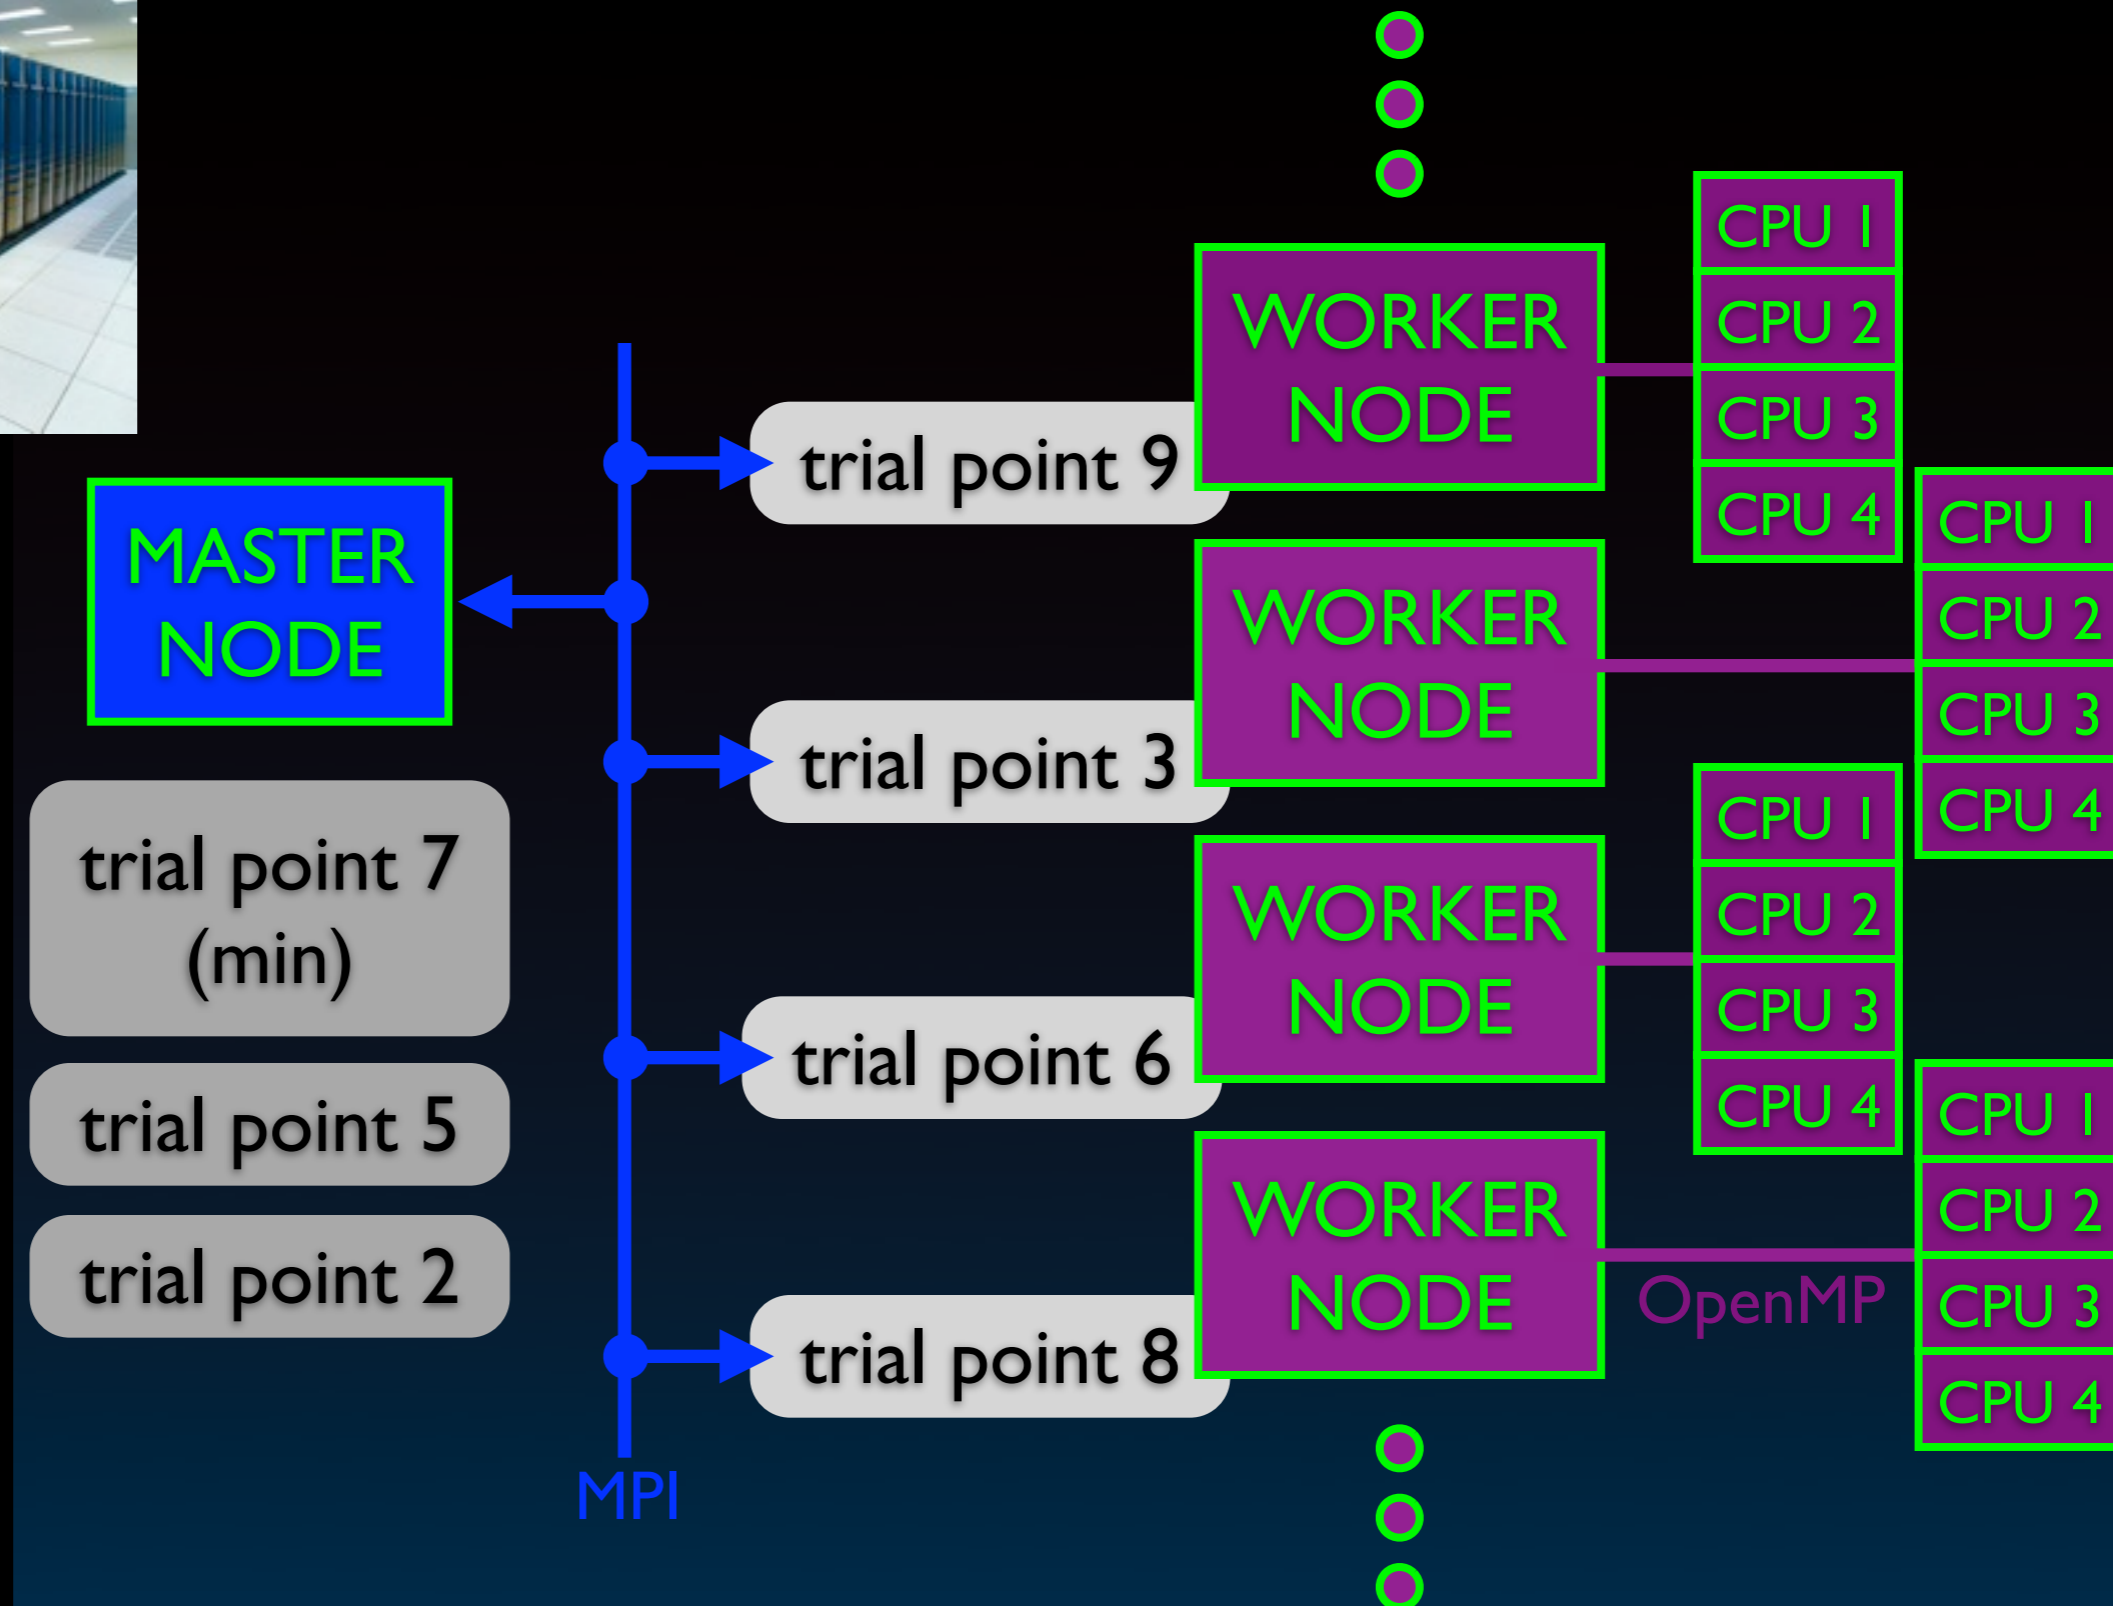 MASTER
NODE
trial point 7
(min)
trial point 5
trial point 2
MPI
trial point 9
trial point 3
trial point 6
trial point 8
WORKER
NODE
WORKER
NODE
WORKER
NODE
WORKER
NODE
CPU 1
CPU 2
CPU 3
CPU 4
CPU 1
CPU 2
CPU 3
CPU 4
CPU 1
CPU 2
CPU 3
CPU 4
OpenMP
CPU 1
CPU 2
CPU 3
CPU 4